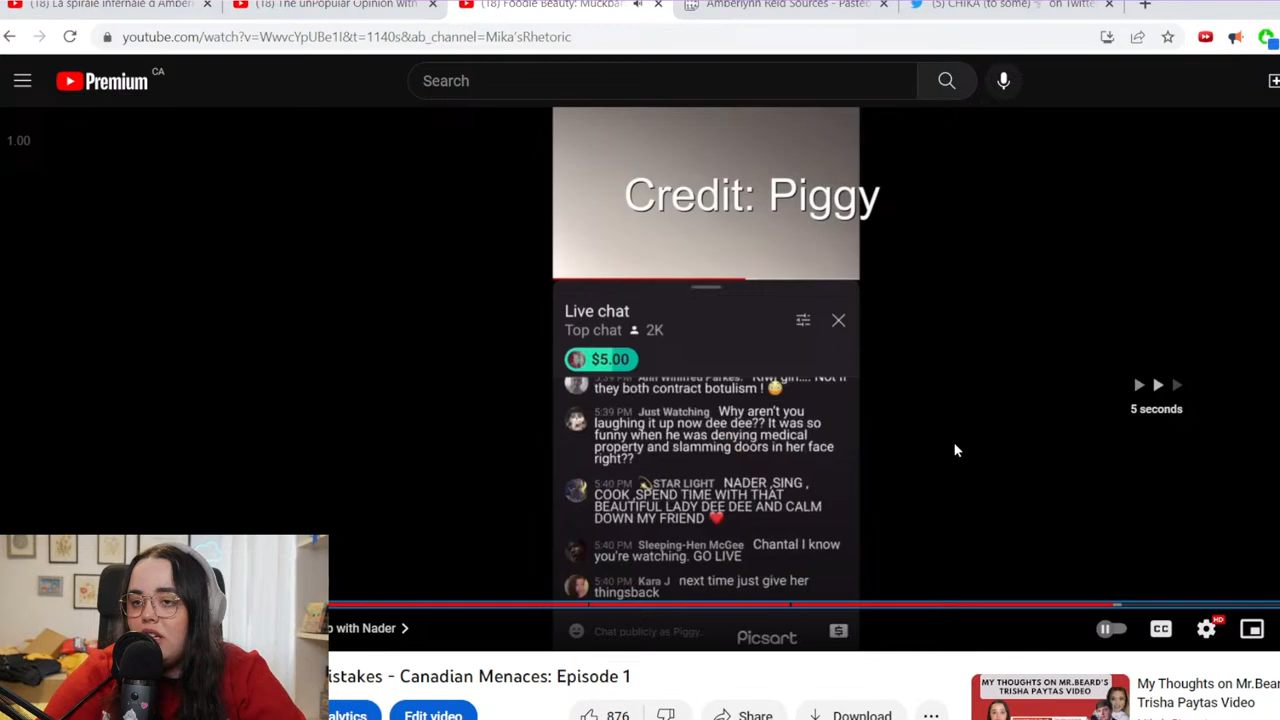 (18) La spirale infernale d'Amber
(18) The unPopular Opinion with
(18) Foodie Beauty: Muckbar
Amberlynn Reid Sources - Pasteb
(5) CHIKA (to some) on Twitte
youtube.com/watch?v=WwvcYpUBe1I&t=1140s&ab_channel=Mika'sRhetoric
Premium CA
Search
1.00
Credit: Piggy
Live chat
Top chat 2K
$5.00
5:39 PM Ann Winifred Parkes: Kiwi girl.... Not if
they both contract botulism !
5:39 PM Just Watching Why aren't you
laughing it up now dee dee?? It was so
funny when he was denying medical
property and slamming doors in her face
right??
5:40 PM STAR LIGHT NADER ,SING ,
COOK ,SPEND TIME WITH THAT
BEAUTIFUL LADY DEE DEE AND CALM
DOWN MY FRIEND
5:40 PM Sleeping-Hen McGee Chantal I know
you're watching. GO LIVE
5:40 PM Kara J next time just give her
thingsback
Chat publicly as Piggy...
Picsart
5 seconds
p with Nader
CC
HD
istakes - Canadian Menaces: Episode 1
alytics
Edit video
876
Share
Download
MY THOUGHTS ON MR.BEARD'S
TRISHA PAYTAS VIDEO
My Thoughts on Mr.Bea
Trisha Paytas Video